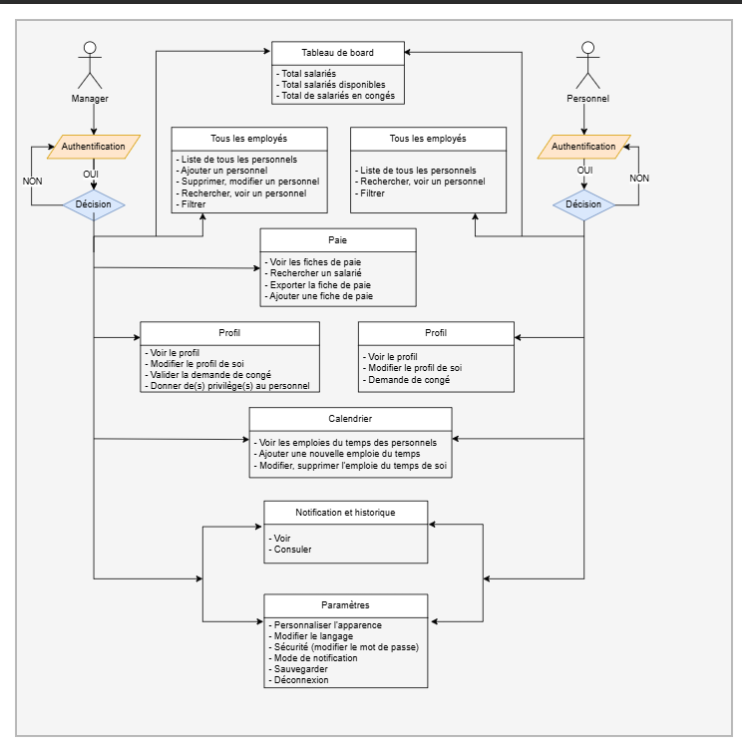 Tableau de board
- Total salariés
- Total salariés disponibles
- Total de salariés en congés
Manager
Personnel
Authentification
OUI
NON
Décision
Authentification
OUI
NON
Décision
Tous les employés
- Liste de tous les personnels
- Ajouter un personnel
- Supprimer, modifier un personnel
- Rechercher, voir un personnel
- Filtrer
Tous les employés
- Liste de tous les personnels
- Rechercher, voir un personnel
- Filtrer
Paie
- Voir les fiches de paie
- Rechercher un salarié
- Exporter la fiche de paie
- Ajouter une fiche de paie
Profil
- Voir le profil
- Modifier le profil de soi
- Valider la demande de congé
- Donner de(s) privilège(s) au personnel
Profil
- Voir le profil
- Modifier le profil de soi
- Demande de congé
Calendrier
- Voir les emploies du temps des personnels
- Ajouter une nouvelle emploie du temps
- Modifier, supprimer l'emploie du temps de soi
Notification et historique
- Voir
- Consuler
Paramètres
- Personnaliser l'apparence
- Modifier le langage
- Sécurité (modifier le mot de passe)
- Mode de notification
- Sauvegarder
- Déconnexion